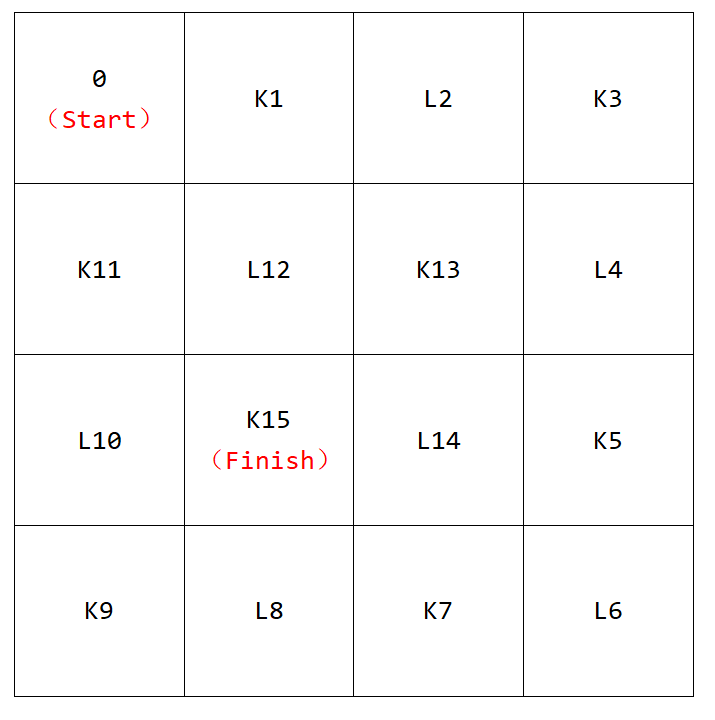 0
（Start）
K1
L2
K3
K11
L12
K13
L4
L10
K15
（Finish）
L14
K5
K9
L8
K7
L6